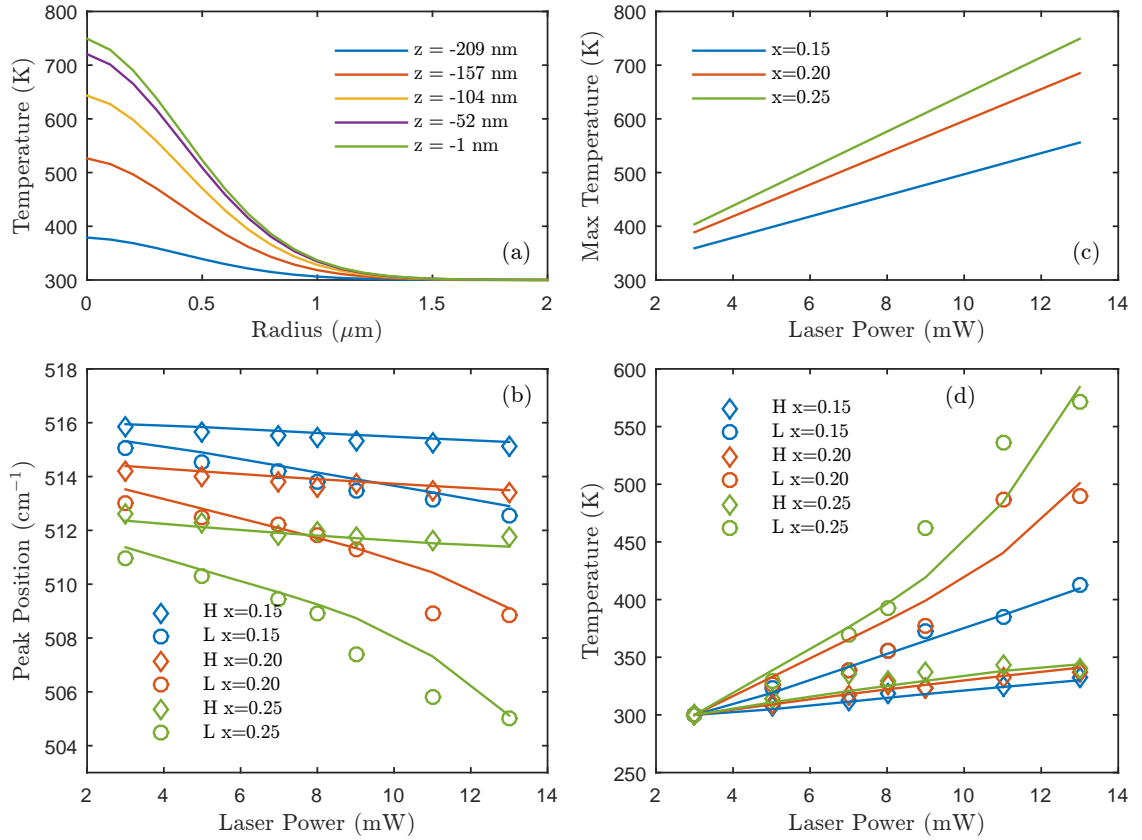 800
700
600
500
400
300
0
0.5
1
1.5
2
Temperature (K)
Radius (μm)
z = -209 nm
z = -157 nm
z = -104 nm
z = -52 nm
z = -1 nm
(a)
800
700
600
500
400
300
2
4
6
8
10
12
14
Max Temperature (K)
Laser Power (mW)
x=0.15
x=0.20
x=0.25
(c)
518
516
514
512
510
508
506
504
2
4
6
8
10
12
14
Peak Position (cm⁻¹)
Laser Power (mW)
H x=0.15
L x=0.15
H x=0.20
L x=0.20
H x=0.25
L x=0.25
(b)
600
550
500
450
400
350
300
250
2
4
6
8
10
12
14
Temperature (K)
Laser Power (mW)
H x=0.15
L x=0.15
H x=0.20
L x=0.20
H x=0.25
L x=0.25
(d)